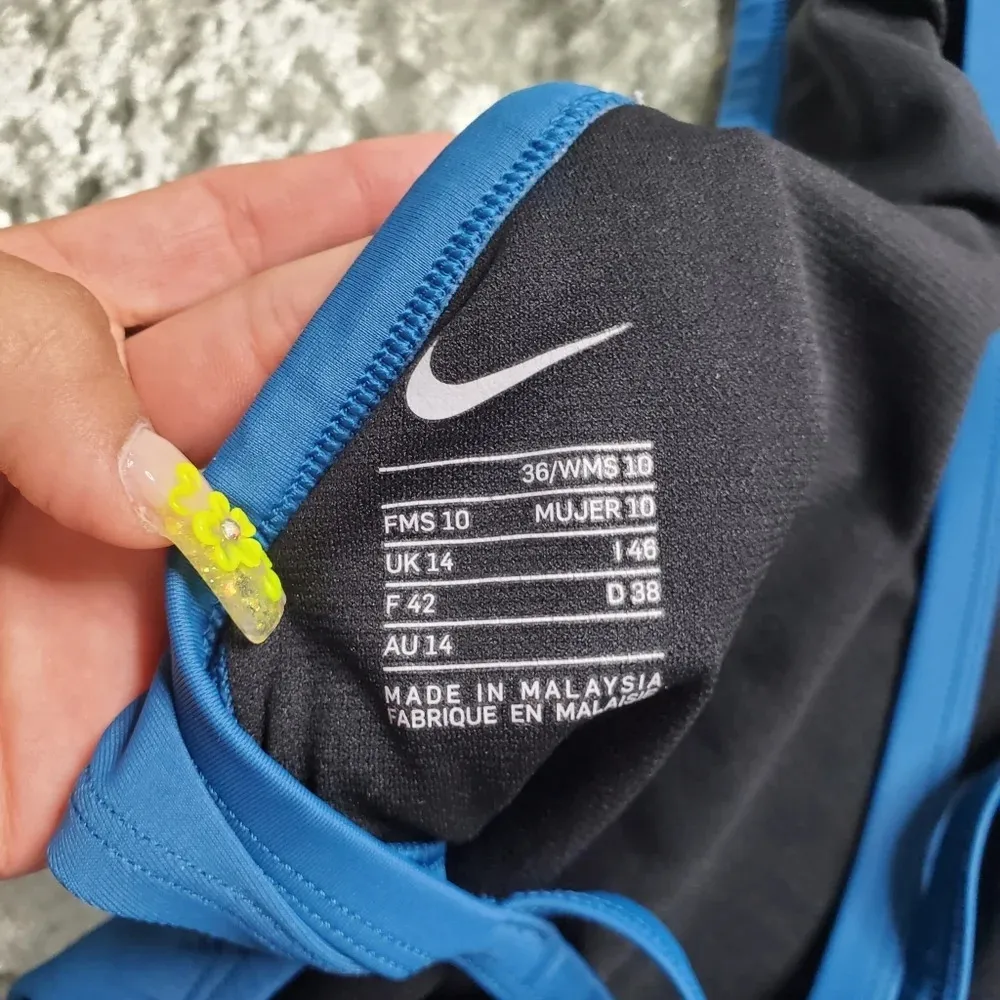 36/WMS 10
FMS 10 MUJER 10
UK 14 I 46
F 42 D 38
AU 14
MADE IN MALAYSIA
FABRIQUE EN MALAISIE